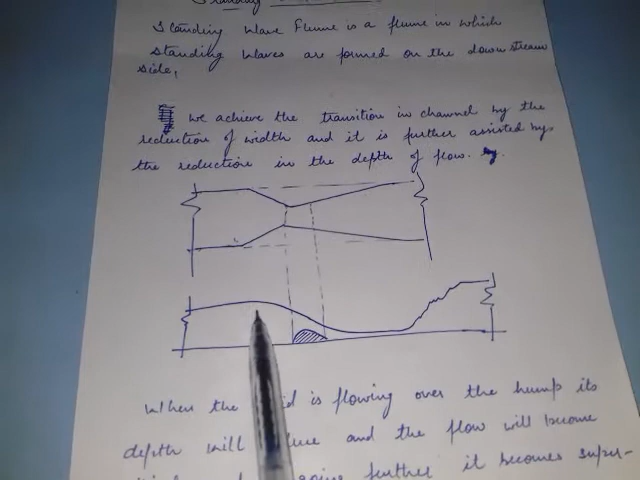 Standing
Standing Wave Flume is a flume in which
standing waves are formed on the down stream
side,
We achieve the transition in channel by the
reduction of width and it is further assisted by
the reduction in the depth of flow.
When the is flowing over the hump its
depth will and the flow will become
further it becomes super-